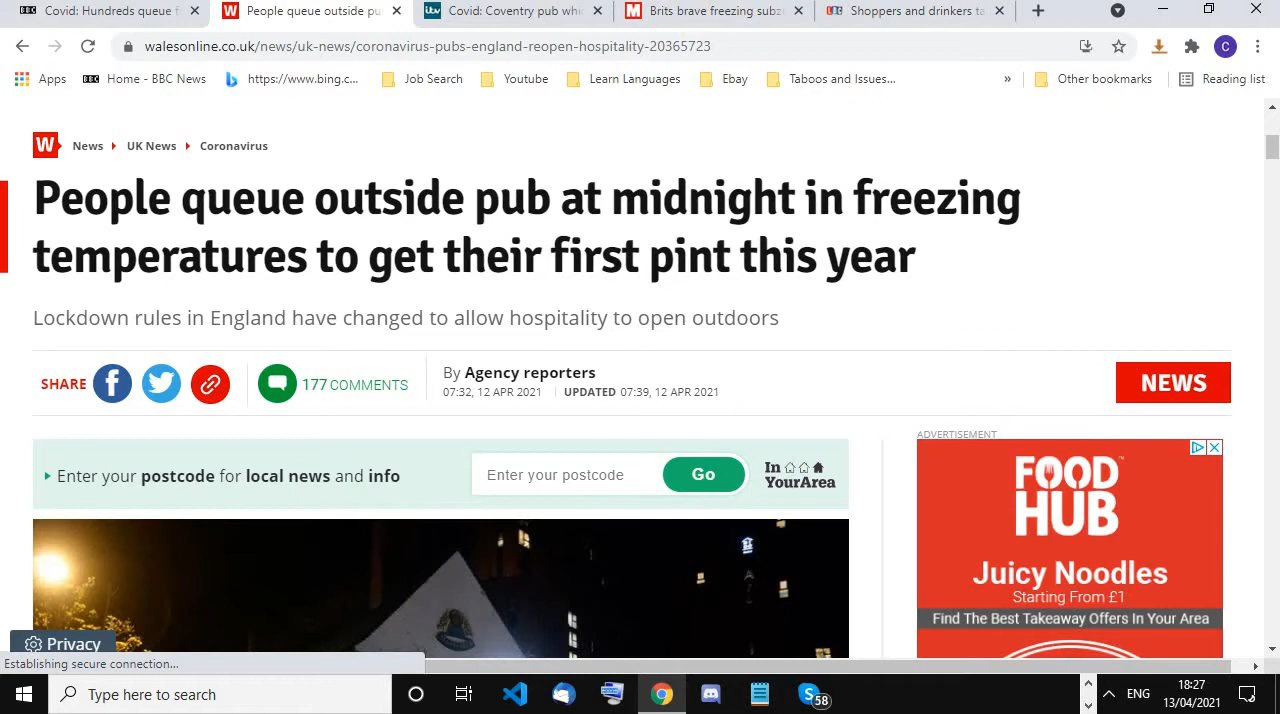 Covid: Hundreds queue f
People queue outside pu
Covid: Coventry pub whi
Brits brave freezing subz
Shoppers and drinkers ta
walesonline.co.uk/news/uk-news/coronavirus-pubs-england-reopen-hospitality-20365723
C
Apps
BBC
Home - BBC News
https://www.bing.c...
Job Search
Youtube
Learn Languages
Ebay
Taboos and Issues...
»
Other bookmarks
Reading list
W
News
UK News
Coronavirus
People queue outside pub at midnight in freezing
temperatures to get their first pint this year
Lockdown rules in England have changed to allow hospitality to open outdoors
SHARE
177 COMMENTS
By Agency reporters
07:32, 12 APR 2021
UPDATED 07:39, 12 APR 2021
NEWS
Enter your postcode for local news and info
Enter your postcode
Go
In
YourArea
ADVERTISEMENT
FOOD
HUB
™
Juicy Noodles
Starting From £1
Find The Best Takeaway Offers In Your Area
Privacy
Establishing secure connection...
Type here to search
58
ENG
18:27
13/04/2021